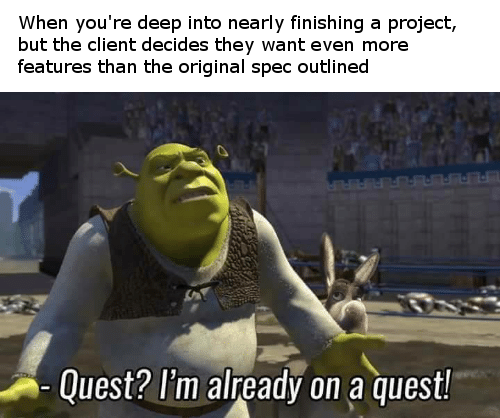 When you're deep into nearly finishing a project,
but the client decides they want even more
features than the original spec outlined
- Quest? I'm already on a quest!